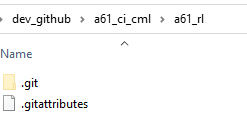 dev_github > a61_ci_cml > a61_rl
Name
.git
.gitattributes